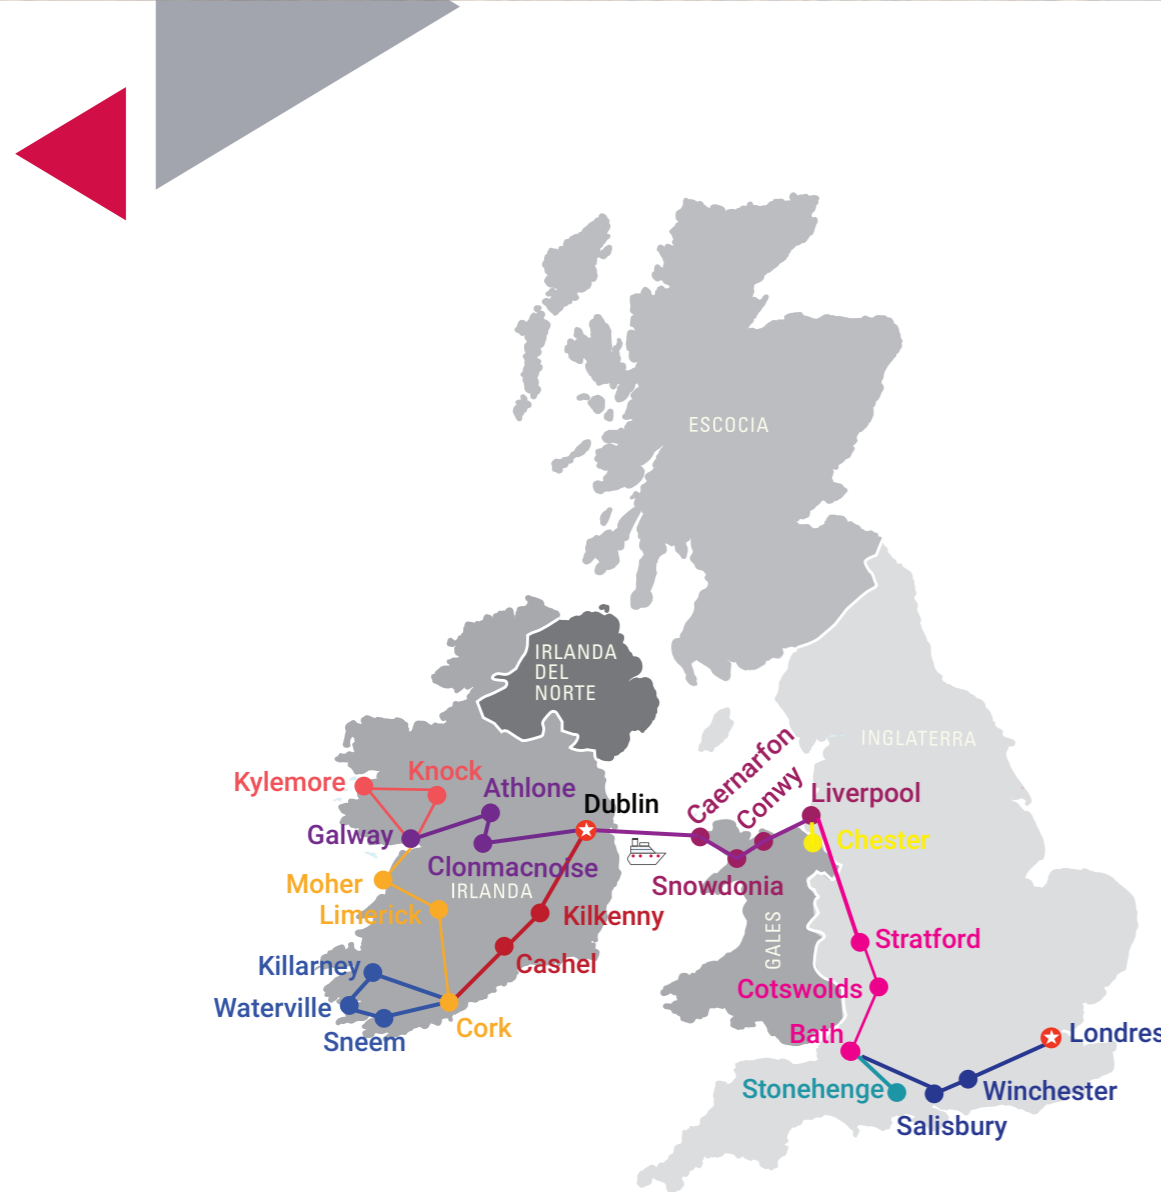 ESCOCIA
IRLANDA
DEL
NORTE
INGLATERRA
Caernarfon
Conwy
Knock
Kylemore
Athlone
Dublin
Liverpool
Galway
Chester
Clonmacnoise
Moher
IRLANDA
Snowdonia
Limerick
Kilkenny
GALES
Stratford
Killarney
Cashel
Cotswolds
Waterville
Cork
Sneem
Bath
Londres
Stonehenge
Winchester
Salisbury